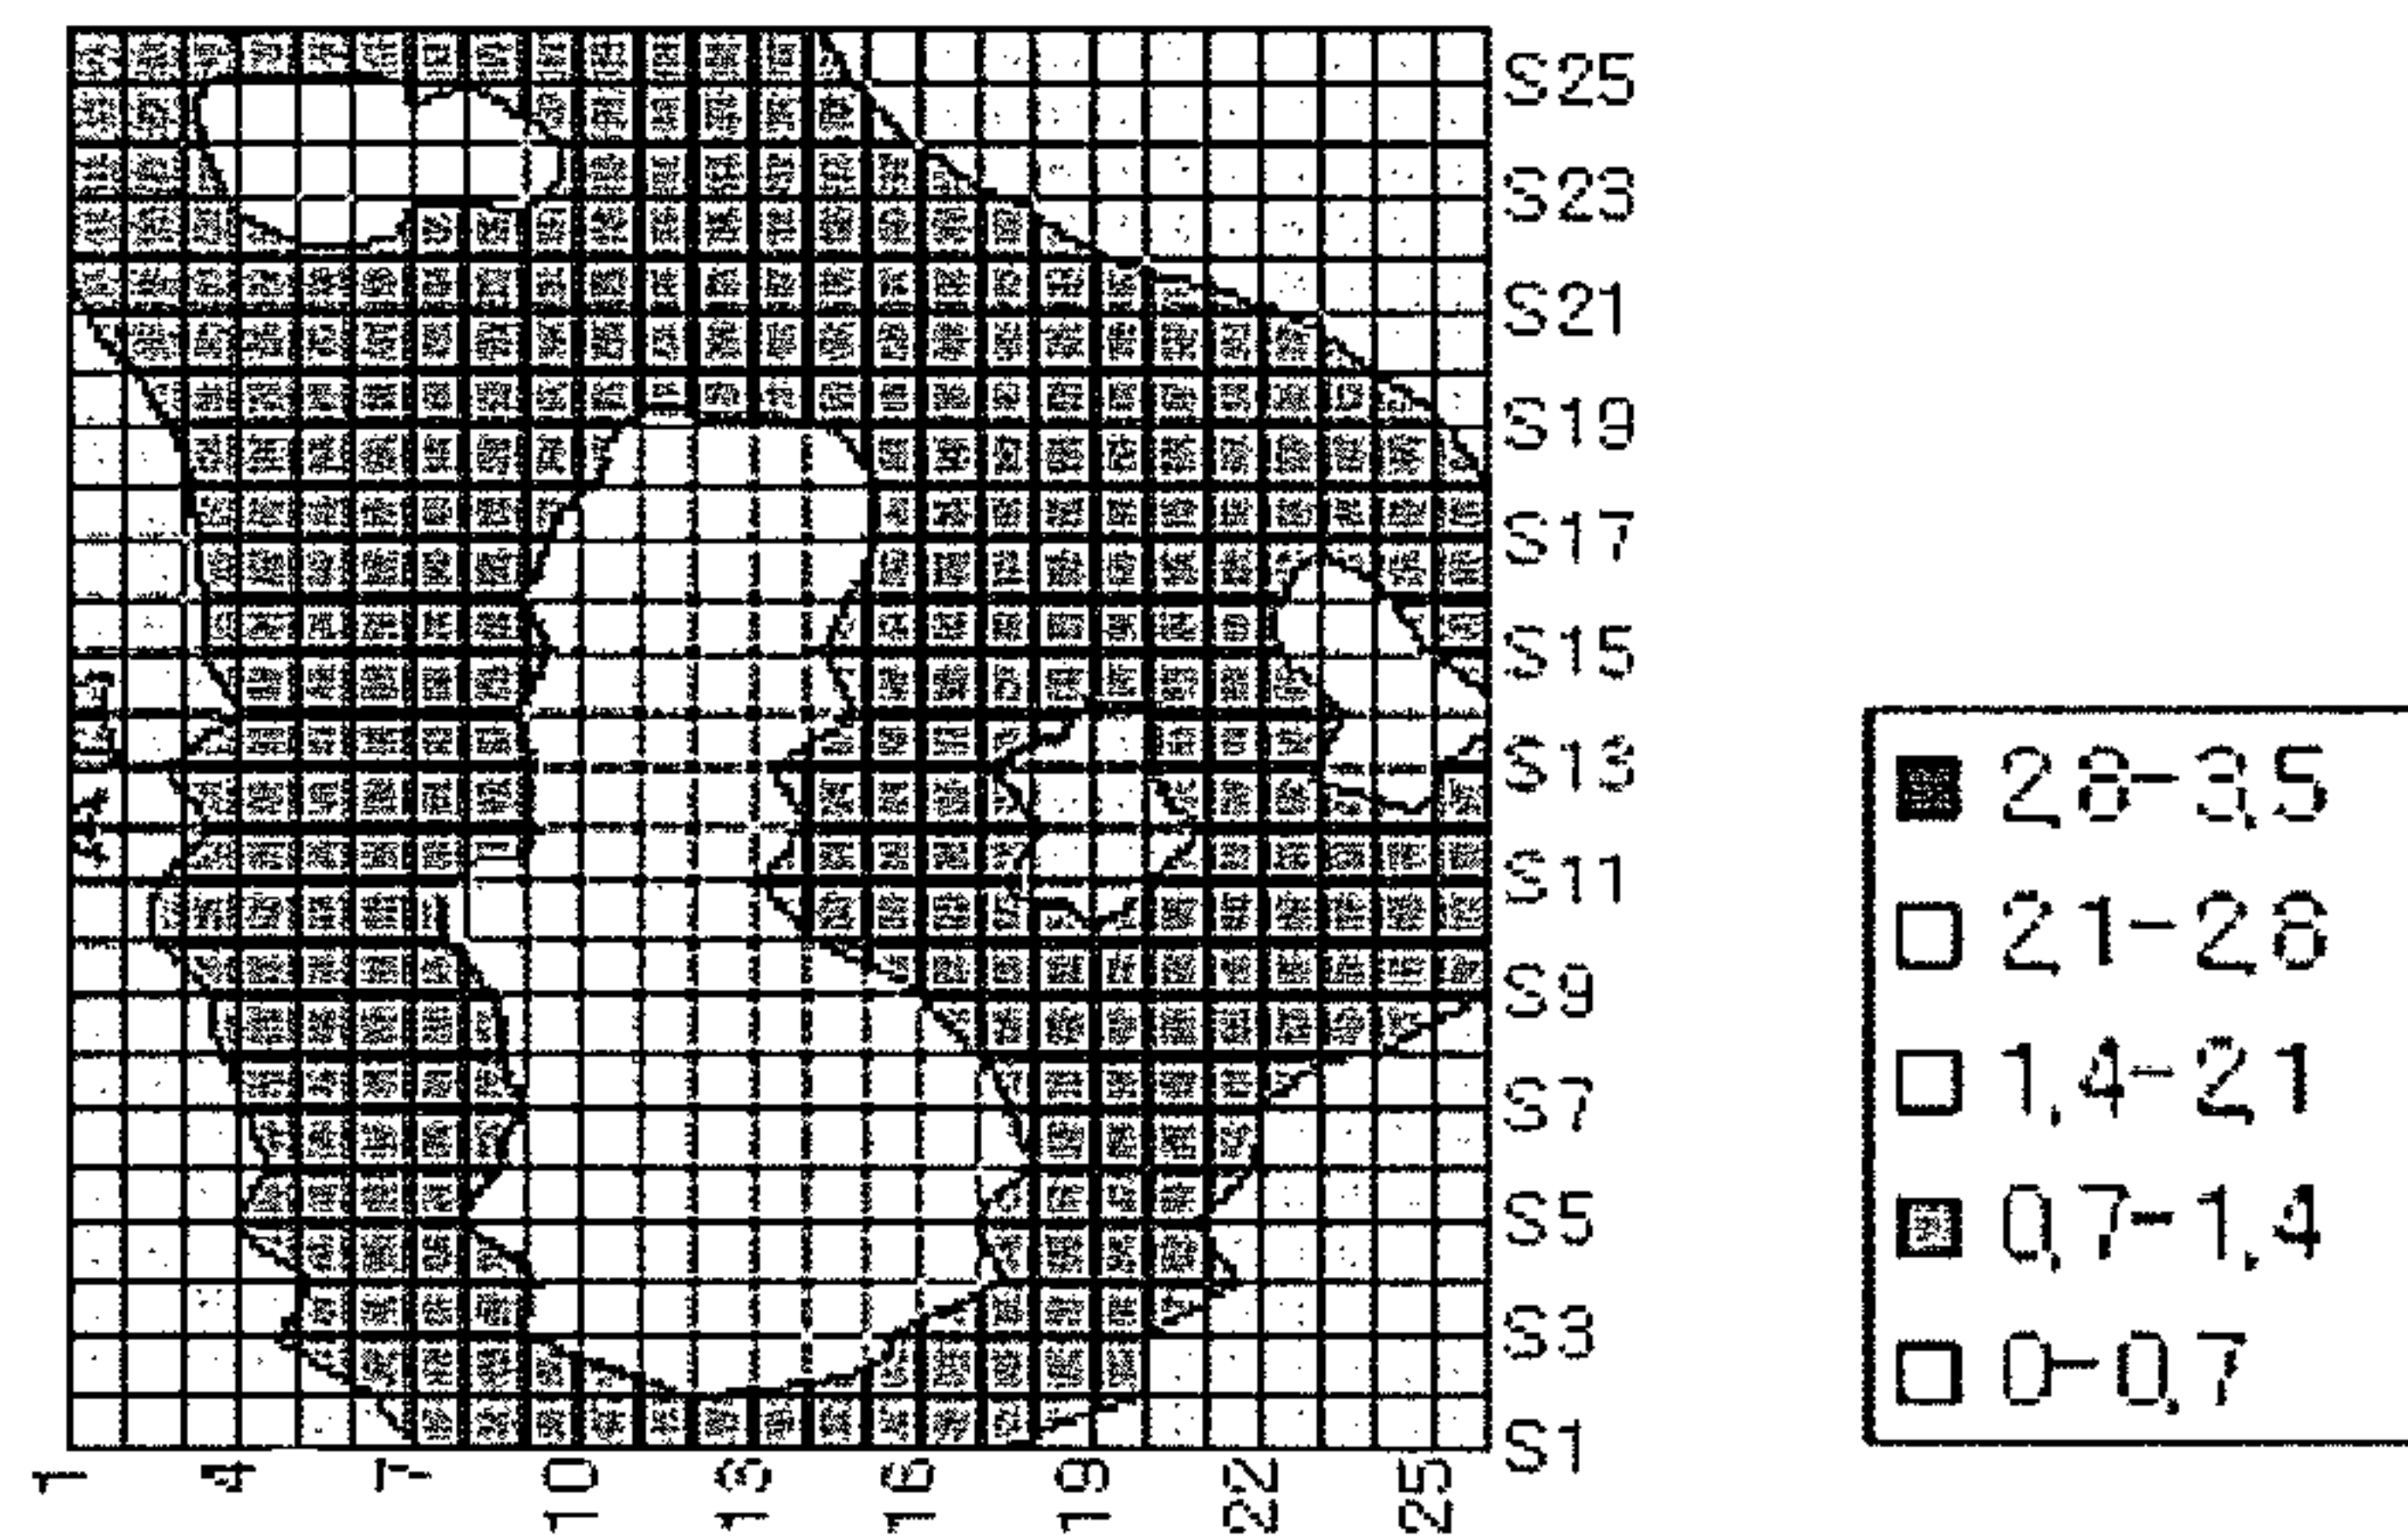 S25
S23
S21
S19
S17
S15
S13
S11
S9
S7
S5
S3
S1
1
4
7
10
13
16
19
22
25
2,8-3,5
2,1-2,8
1,4-2,1
0,7-1,4
0-0,7